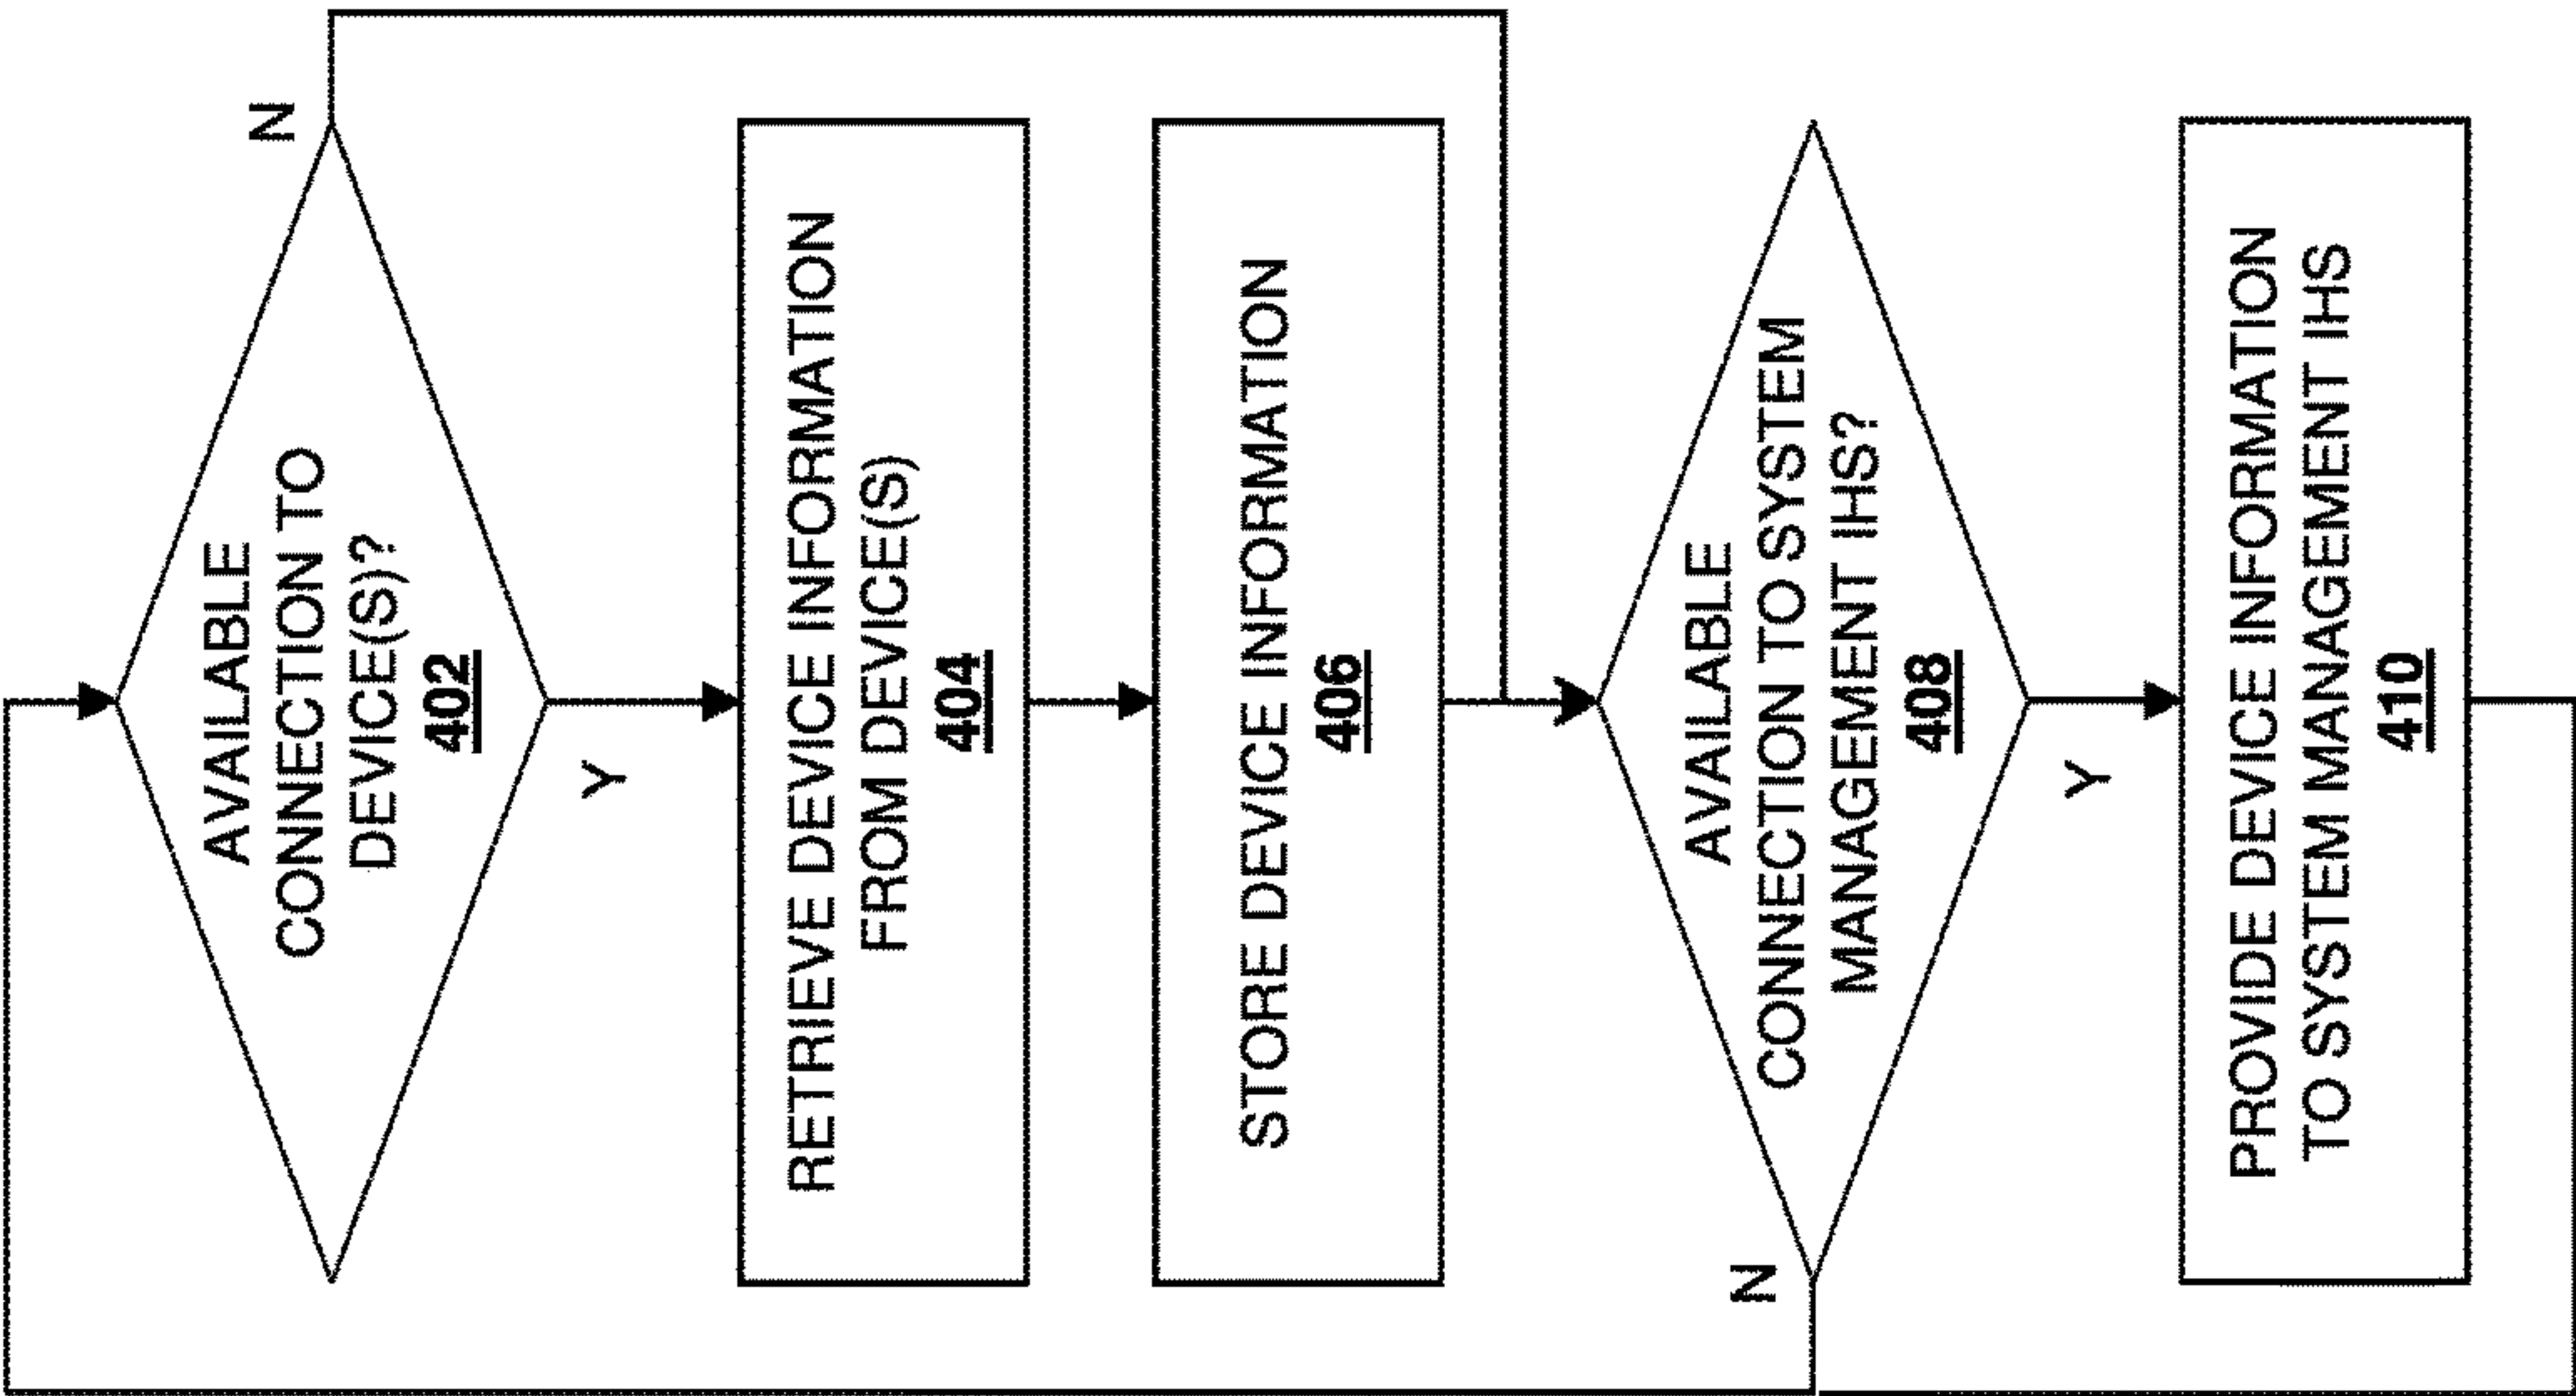 AVAILABLE
CONNECTION TO
DEVICE(S)?
402
N
Y
RETRIEVE DEVICE INFORMATION
FROM DEVICE(S)
404
STORE DEVICE INFORMATION
406
AVAILABLE
CONNECTION TO SYSTEM
MANAGEMENT IHS?
408
N
Y
PROVIDE DEVICE INFORMATION
TO SYSTEM MANAGEMENT IHS
410